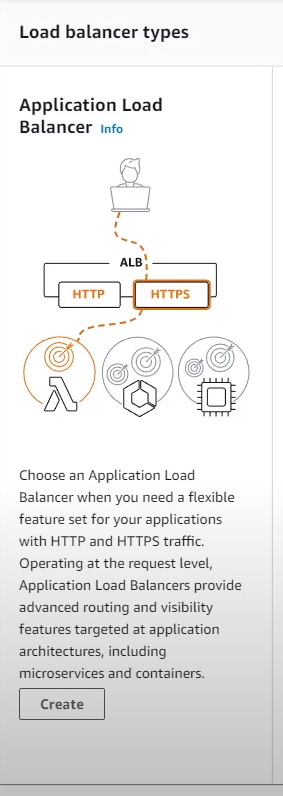 Load balancer types
Application Load
Balancer Info
ALB
HTTP HTTPS
Choose an Application Load
Balancer when you need a flexible
feature set for your applications
with HTTP and HTTPS traffic.
Operating at the request level,
Application Load Balancers provide
advanced routing and visibility
features targeted at application
architectures, including
microservices and containers.
Create